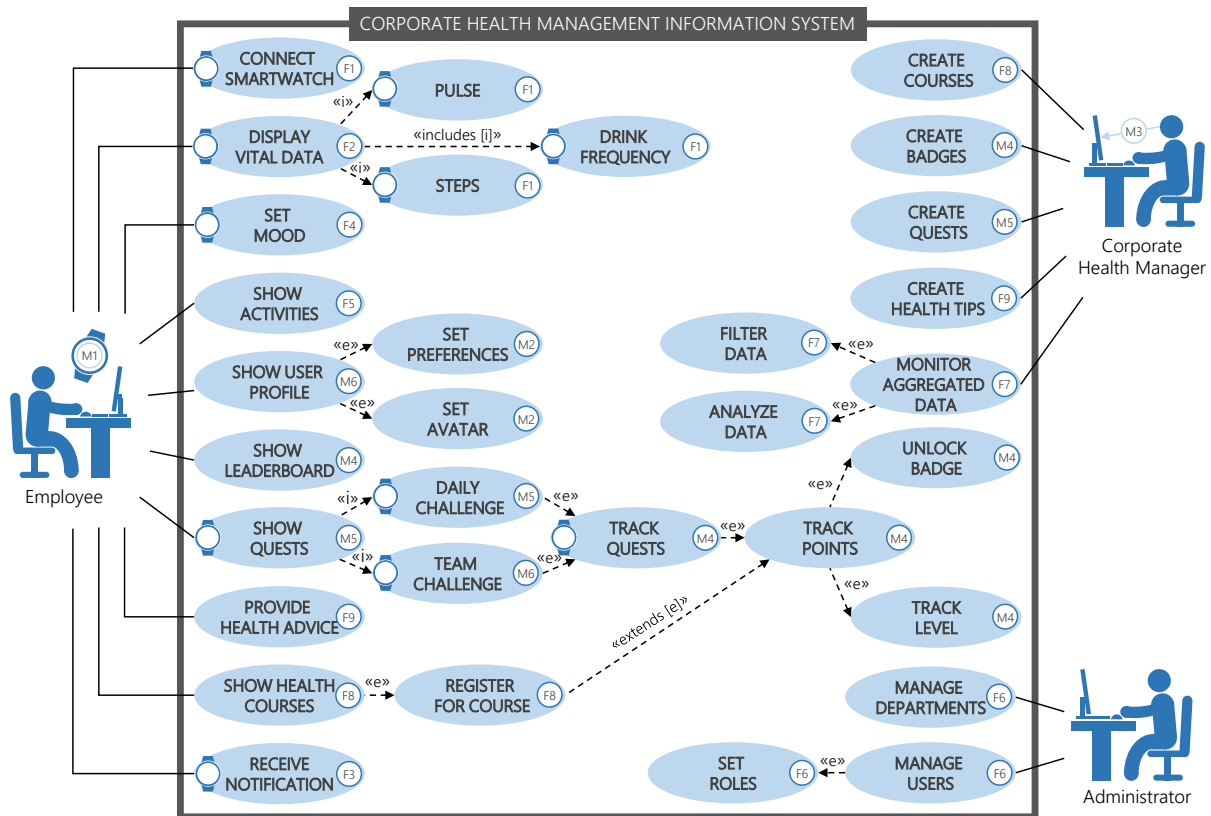 CORPORATE HEALTH MANAGEMENT INFORMATION SYSTEM
CONNECT
SMARTWATCH
F1
«i»
PULSE
F1
DISPLAY
VITAL DATA
F2
«includes [i]»
DRINK
FREQUENCY
F1
«i»
STEPS
F1
SET
MOOD
F4
SHOW
ACTIVITIES
F5
SHOW USER
PROFILE
M6
«e»
SET
PREFERENCES
M2
«e»
SET
AVATAR
M2
SHOW
LEADERBOARD
M4
SHOW
QUESTS
M5
«i»
DAILY
CHALLENGE
M5
«e»
«i»
TEAM
CHALLENGE
M6
«e»
TRACK
QUESTS
M4
«e»
TRACK
POINTS
M4
«e»
UNLOCK
BADGE
M4
«e»
TRACK
LEVEL
M4
PROVIDE
HEALTH ADVICE
F9
SHOW HEALTH
COURSES
F8
«e»
REGISTER
FOR COURSE
F8
«extends [e]»
RECEIVE
NOTIFICATION
F3
M1
Employee
CREATE
COURSES
F8
CREATE
BADGES
M4
CREATE
QUESTS
M5
CREATE
HEALTH TIPS
F9
MONITOR
AGGREGATED
DATA
F7
«e»
FILTER
DATA
F7
«e»
ANALYZE
DATA
F7
M3
Corporate
Health Manager
MANAGE
DEPARTMENTS
F6
MANAGE
USERS
F6
«e»
SET
ROLES
F6
Administrator